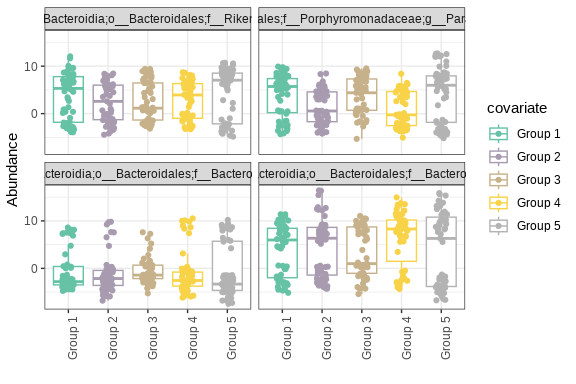 Bacteroidia;o__Bacteroidales;f__Riker
ales;f__Porphyromonadaceae;g__Par
10
0
cteroidia;o__Bacteroidales;f__Bactero
cteroidia;o__Bacteroidales;f__Bactero
10
0
Abundance
Group 1
Group 2
Group 3
Group 4
Group 5
Group 1
Group 2
Group 3
Group 4
Group 5
covariate
Group 1
Group 2
Group 3
Group 4
Group 5